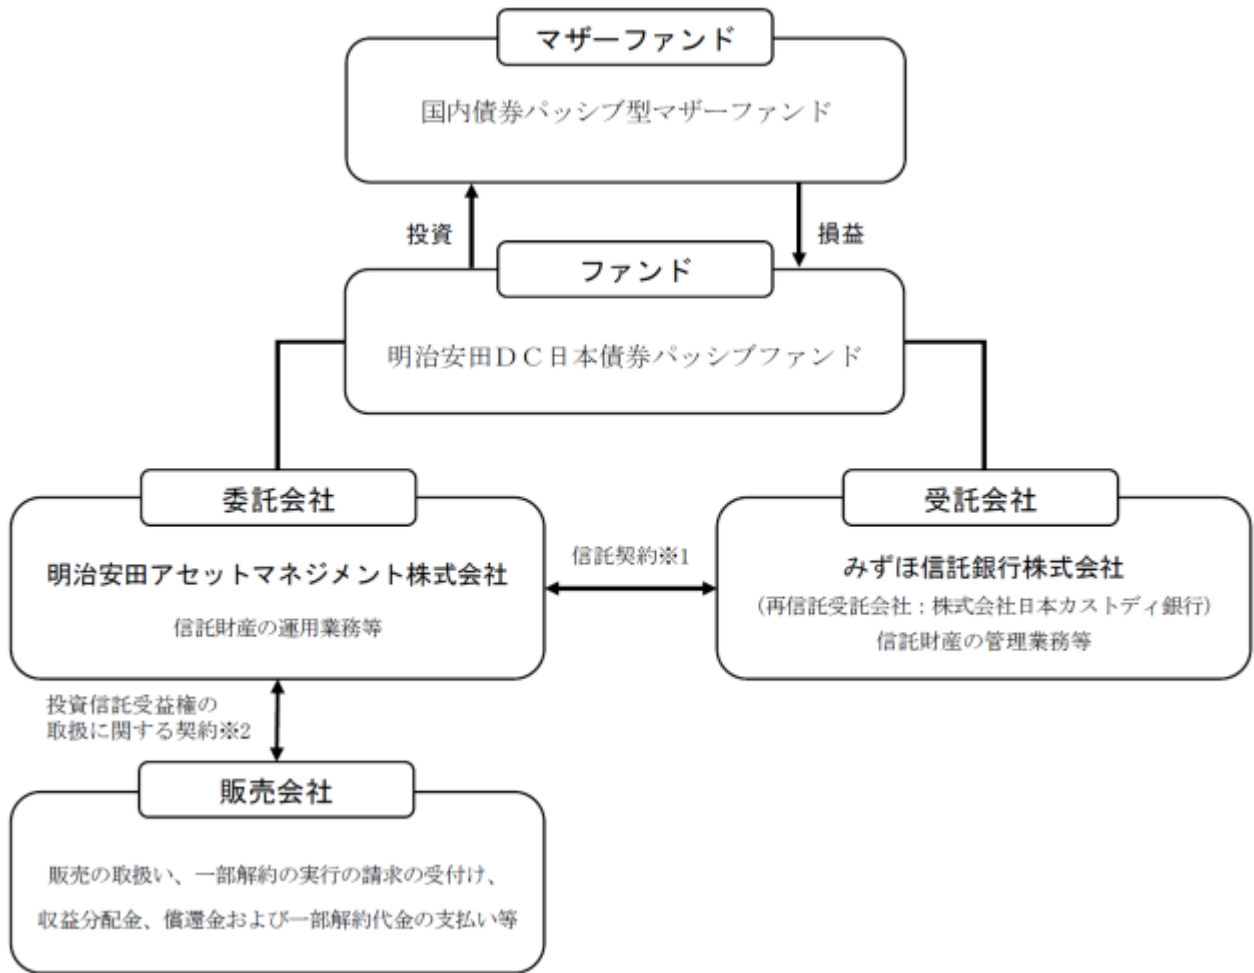 マザーファンド
国内債券パッシブ型マザーファンド
投資
損益
ファンド
明治安田ＤＣ日本債券パッシブファンド
委託会社
明治安田アセットマネジメント株式会社
信託財産の運用業務等
信託契約※1
受託会社
みずほ信託銀行株式会社
（再信託受託会社：株式会社日本カストディ銀行）
信託財産の管理業務等
投資信託受益権の
取扱に関する契約※2
販売会社
販売の取扱い、一部解約の実行の請求の受付け、
収益分配金、償還金および一部解約代金の支払い等